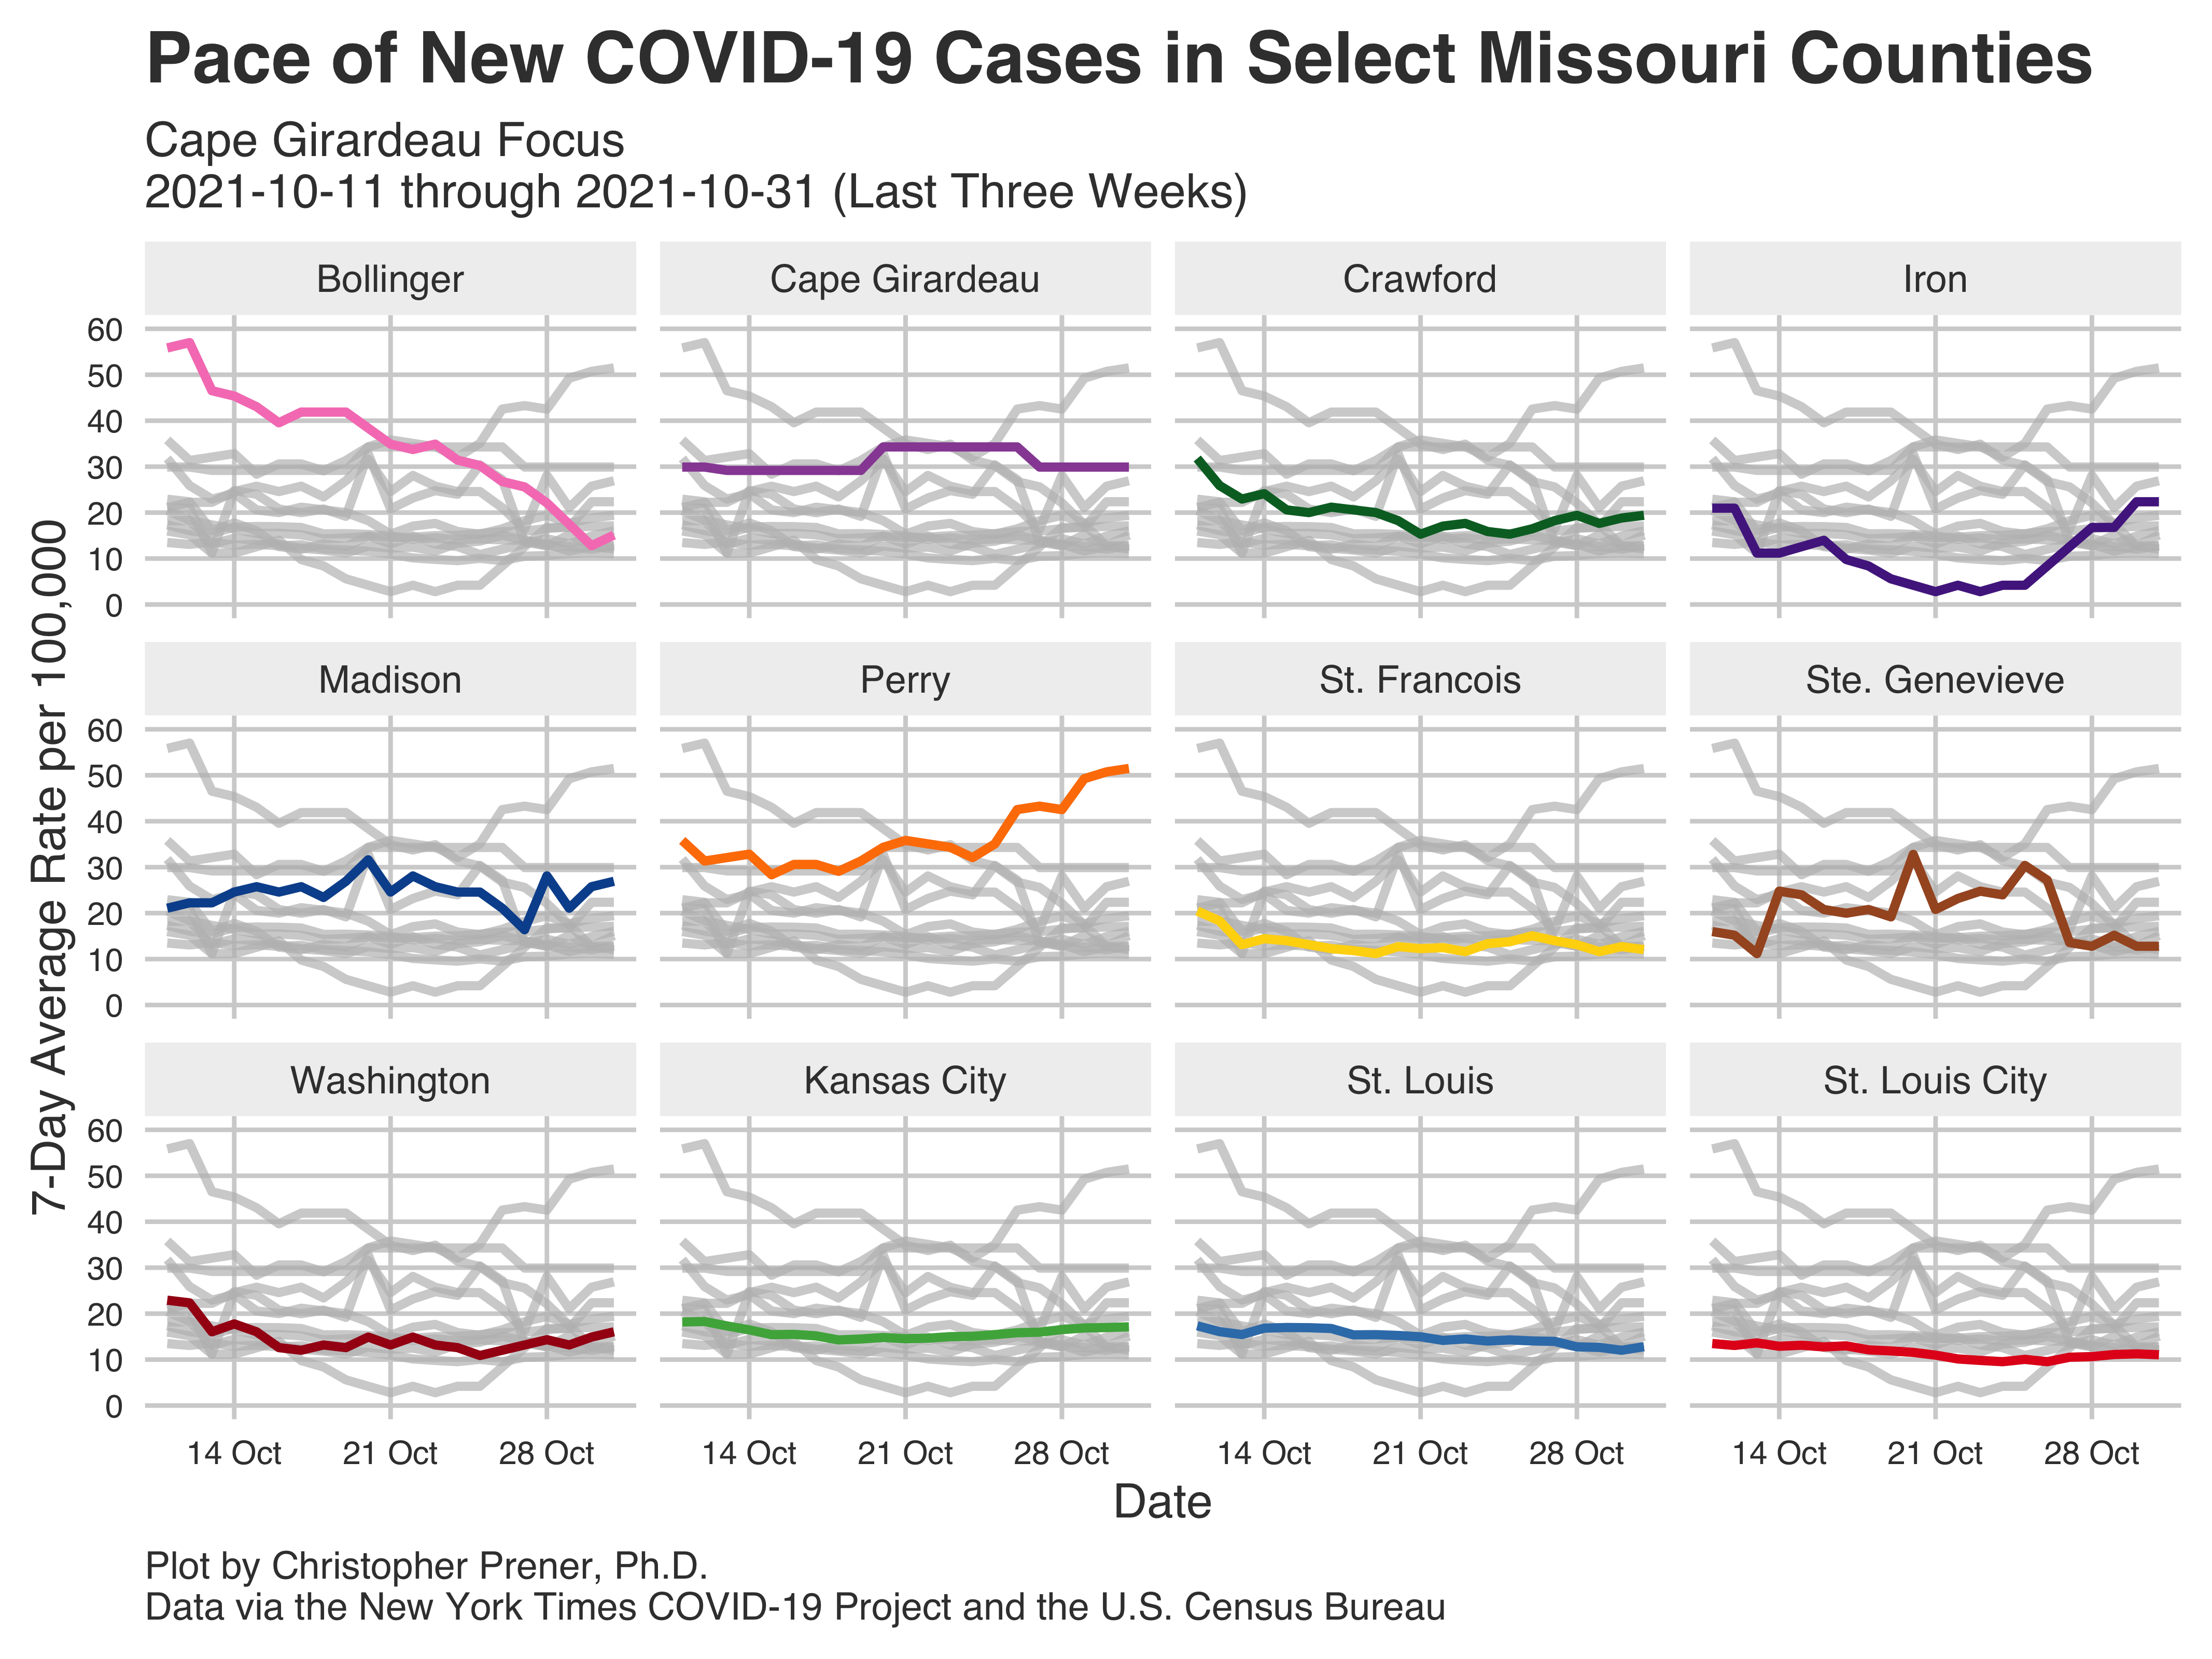 Pace of New COVID-19 Cases in Select Missouri Counties
Cape Girardeau Focus
2021-10-11 through 2021-10-31 (Last Three Weeks)
7-Day Average Rate per 100,000
Bollinger
Cape Girardeau
Crawford
Iron
60
50
40
30
20
10
0
Madison
Perry
St. Francois
Ste. Genevieve
60
50
40
30
20
10
0
Washington
Kansas City
St. Louis
St. Louis City
60
50
40
30
20
10
0
14 Oct 21 Oct 28 Oct
14 Oct 21 Oct 28 Oct
14 Oct 21 Oct 28 Oct
14 Oct 21 Oct 28 Oct
Date
Plot by Christopher Prener, Ph.D.
Data via the New York Times COVID-19 Project and the U.S. Census Bureau